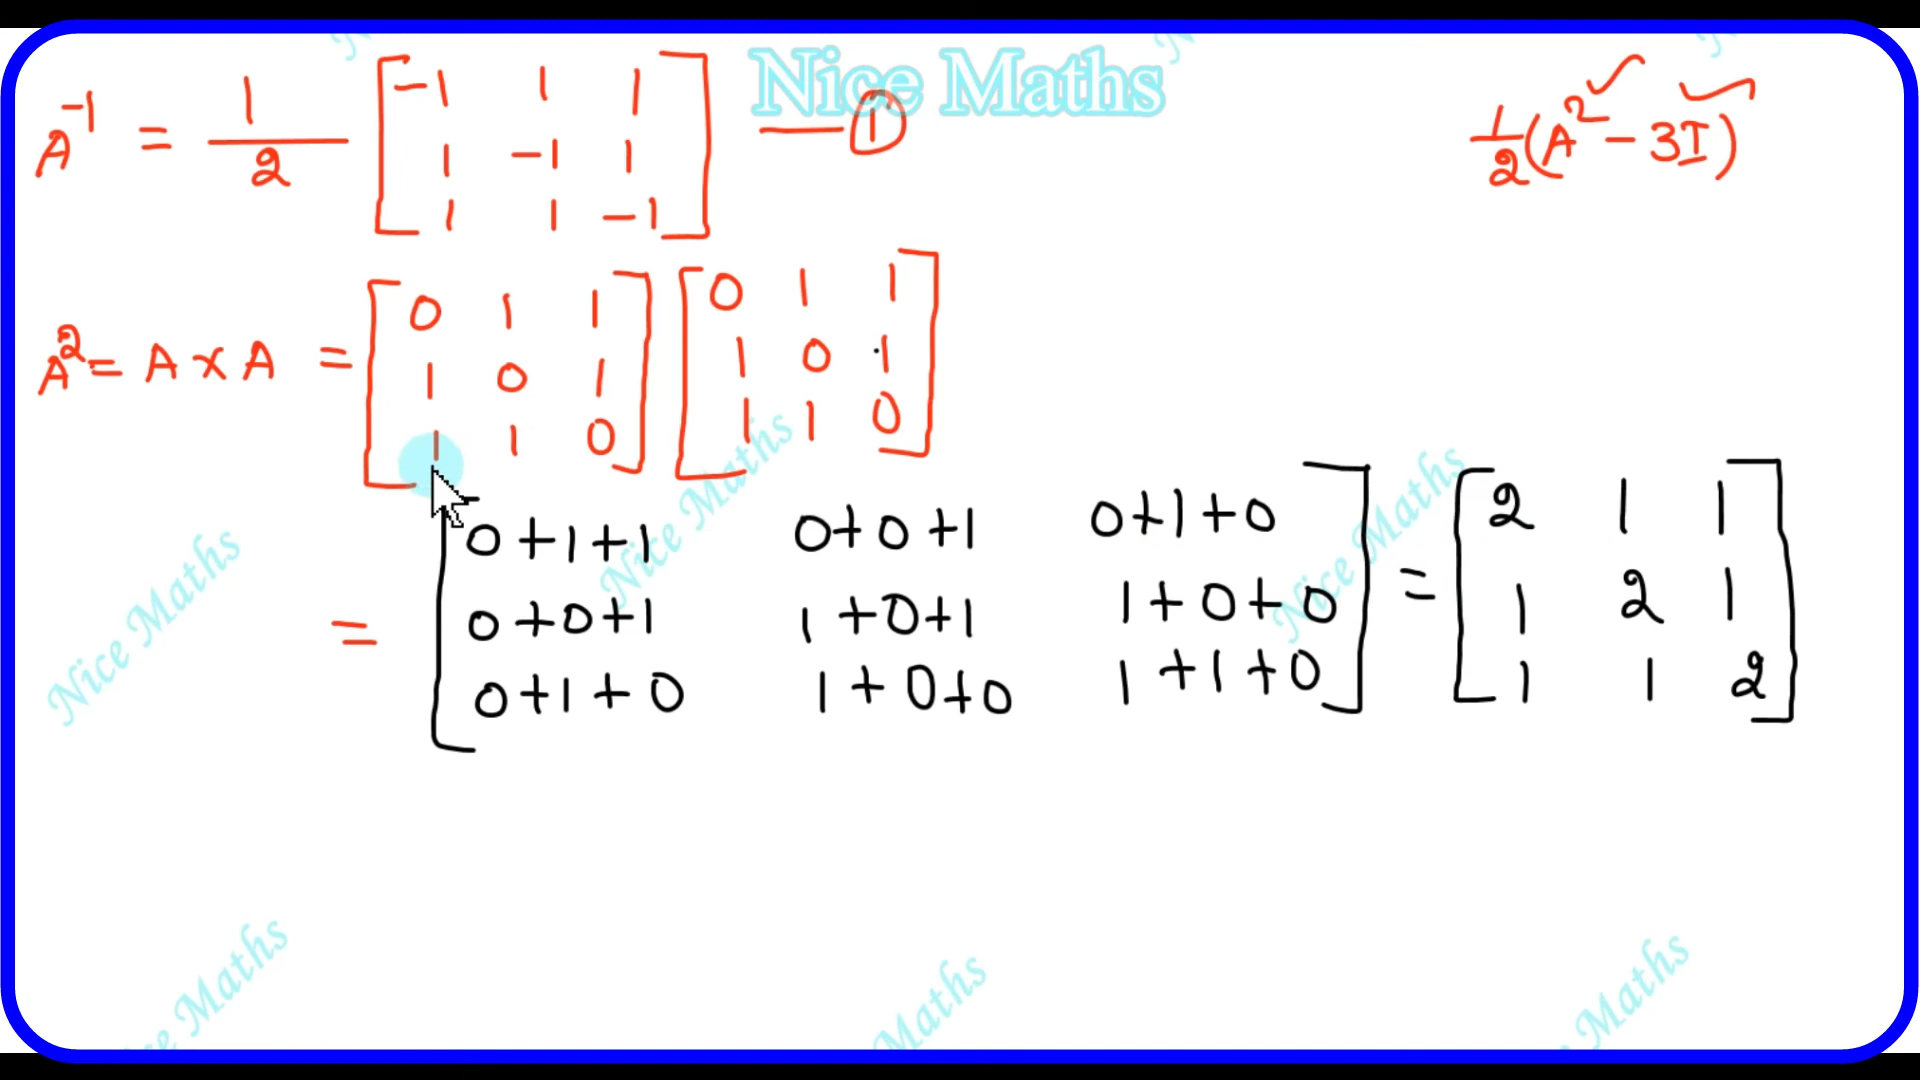 Nice Maths
A⁻¹ = 1/2 [-1 1 1
1 -1 1
1 1 -1] — ①
1/2(A² - 3I)
A² = A × A = [0 1 1 [0 1 1
1 0 1 1 0 1
1 1 0] 1 1 0]
= [0+1+1 0+0+1 0+1+0 = [2 1 1
0+0+1 1+0+1 1+0+0 1 2 1
0+1+0 1+0+0 1+1+0] 1 1 2]
Nice Maths
Nice Maths
Nice Maths
Nice Maths
Maths
Maths